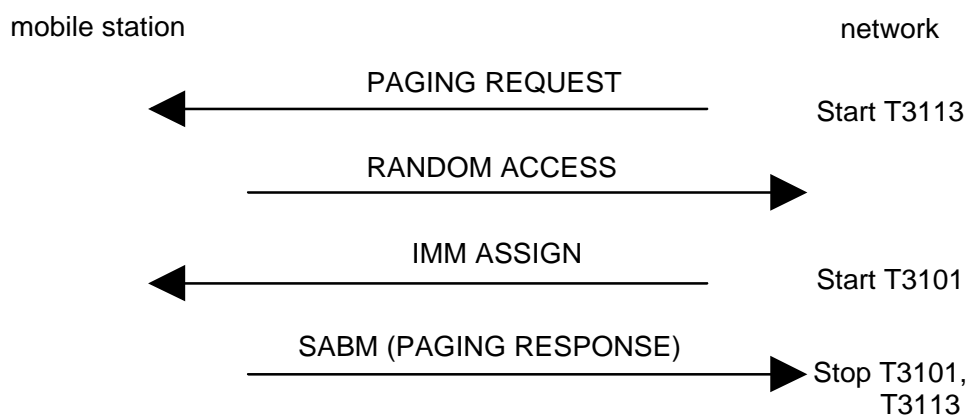 mobile station
network
PAGING REQUEST
Start T3113
RANDOM ACCESS
IMM ASSIGN
Start T3101
SABM (PAGING RESPONSE)
Stop T3101,
T3113